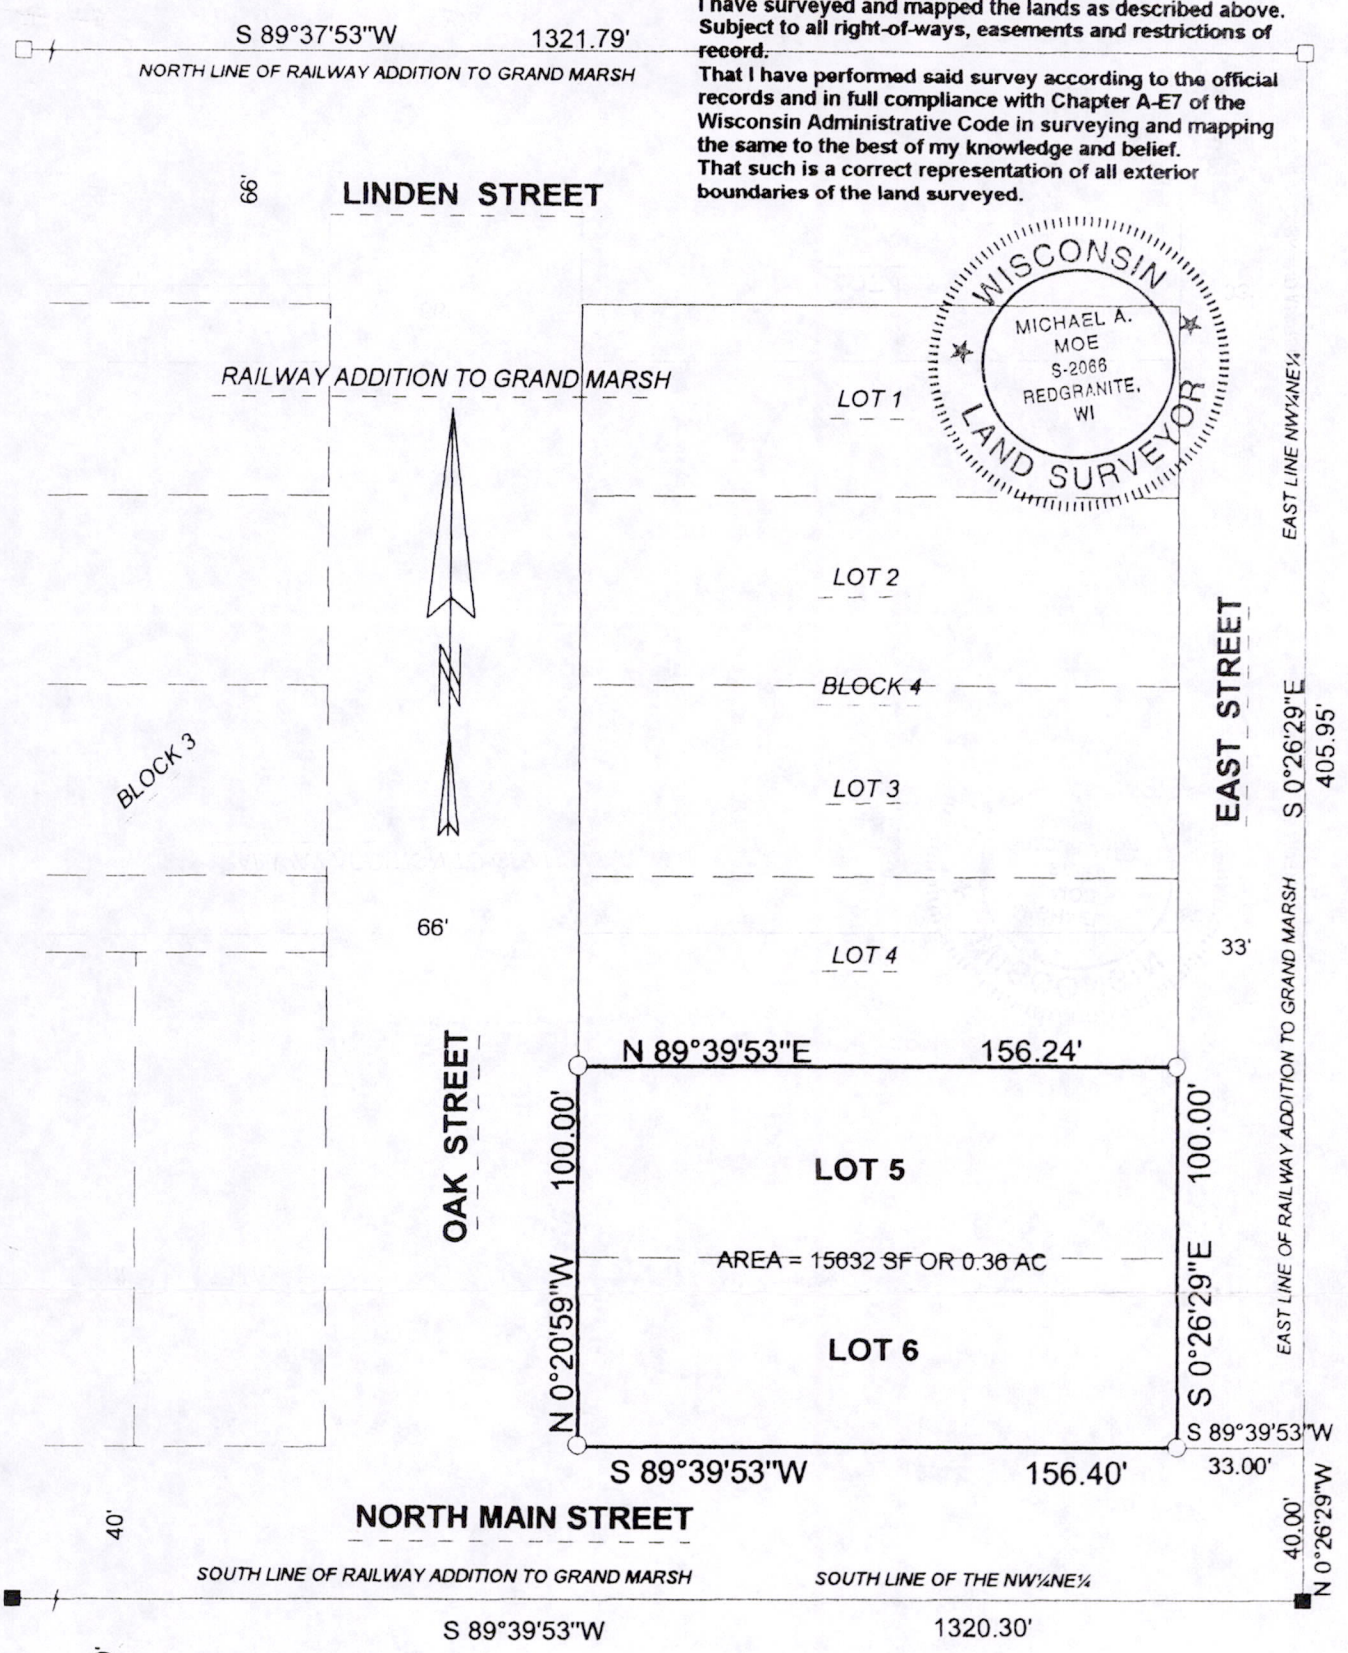 I have surveyed and mapped the lands as described above.
Subject to all right-of-ways, easements and restrictions of
record.
That I have performed said survey according to the official
records and in full compliance with Chapter A-E7 of the
Wisconsin Administrative Code in surveying and mapping
the same to the best of my knowledge and belief.
That such is a correct representation of all exterior
boundaries of the land surveyed.
S 89°37'53"W 1321.79'
NORTH LINE OF RAILWAY ADDITION TO GRAND MARSH
66'
LINDEN STREET
WISCONSIN
MICHAEL A.
MOE
S-2066
REDGRANITE,
WI
LAND SURVEYOR
RAILWAY ADDITION TO GRAND MARSH
LOT 1
EAST LINE NW¼NE¼
LOT 2
BLOCK 4
EAST STREET
S 0°26'29"E
405.95'
BLOCK 3
LOT 3
66'
LOT 4
33'
EAST LINE OF RAILWAY ADDITION TO GRAND MARSH
OAK STREET
N 89°39'53"E 156.24'
100.00'
N 0°20'59"W
LOT 5
100.00'
S 0°26'29"E
AREA = 15632 SF OR 0.36 AC
LOT 6
S 89°39'53"W
33.00'
S 89°39'53"W 156.40'
40'
NORTH MAIN STREET
40.00'
N 0°26'29"W
SOUTH LINE OF RAILWAY ADDITION TO GRAND MARSH
SOUTH LINE OF THE NW¼NE¼
S 89°39'53"W 1320.30'